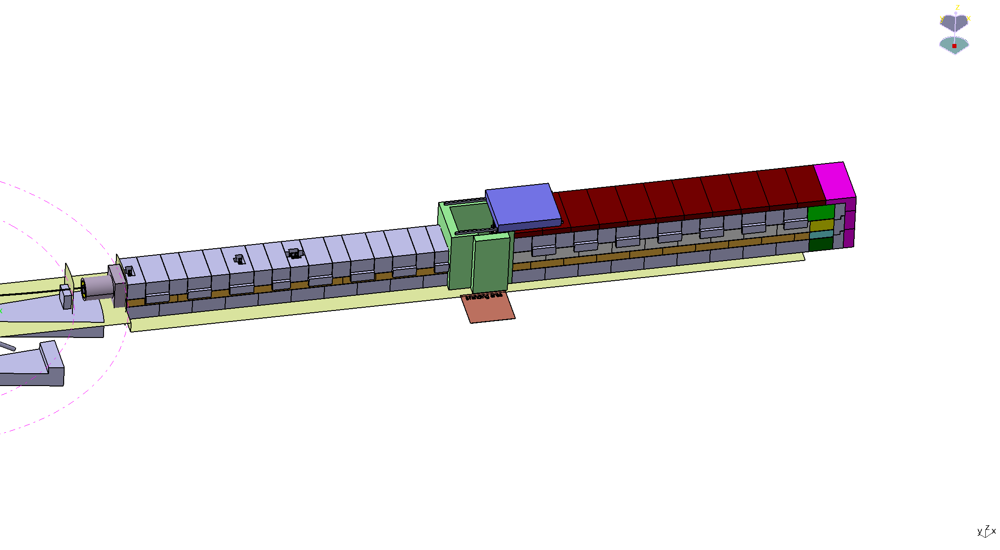 z
y x
x
standing area
y z x